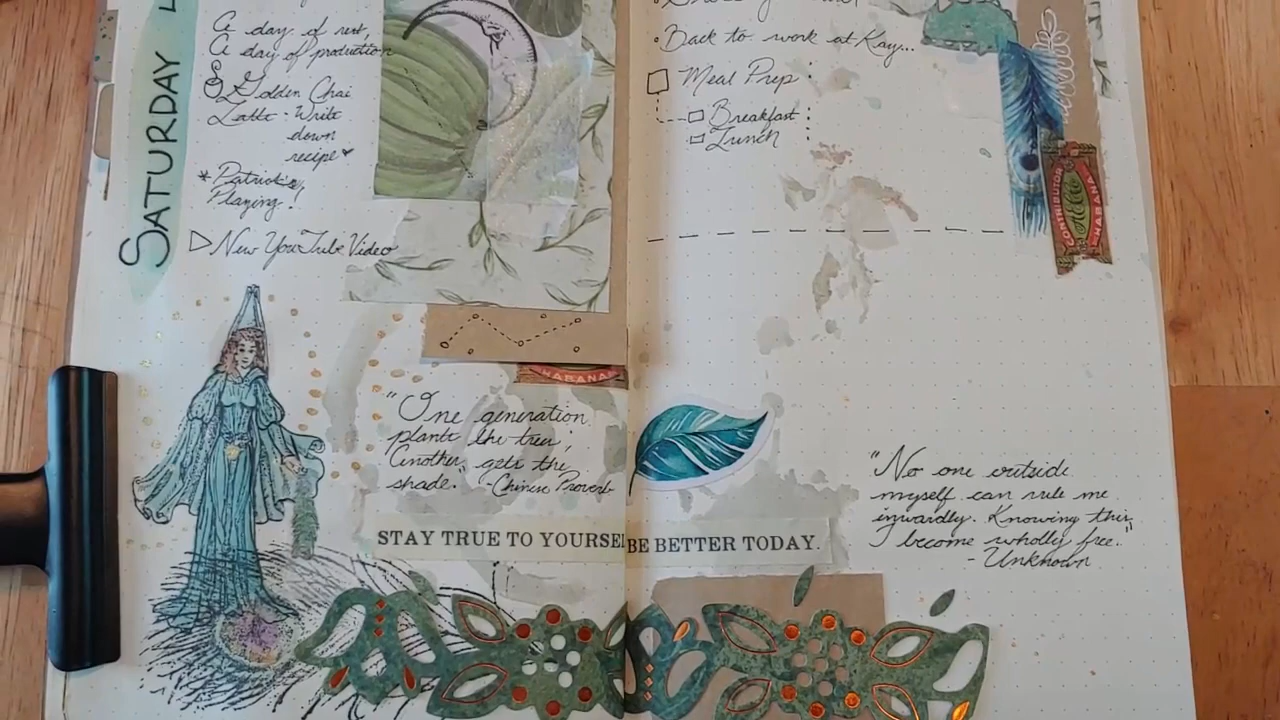 SATURDAY
A day of rest,
A day of production
Golden Chai
Latte - Write
down
recipe
* Patrick's
Playing!
New YouTube Video
HABANA
"One generation
plants the trees,
Another gets the
shade." - Chinese Proverb
STAY TRUE TO YOURSEL
Back to work at Kay...
Meal Prep
Breakfast
Lunch
CONTRIBUTOR
HABANA
BE BETTER TODAY.
"No one outside
myself can rule me
inwardly. Knowing this,
I become wholly free."
- Unknown